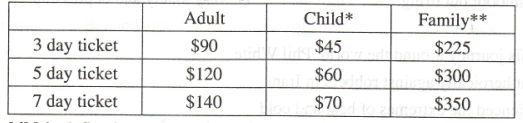 Adult Child* Family**
3 day ticket $90 $45 $225
5 day ticket $120 $60 $300
7 day ticket $140 $70 $350